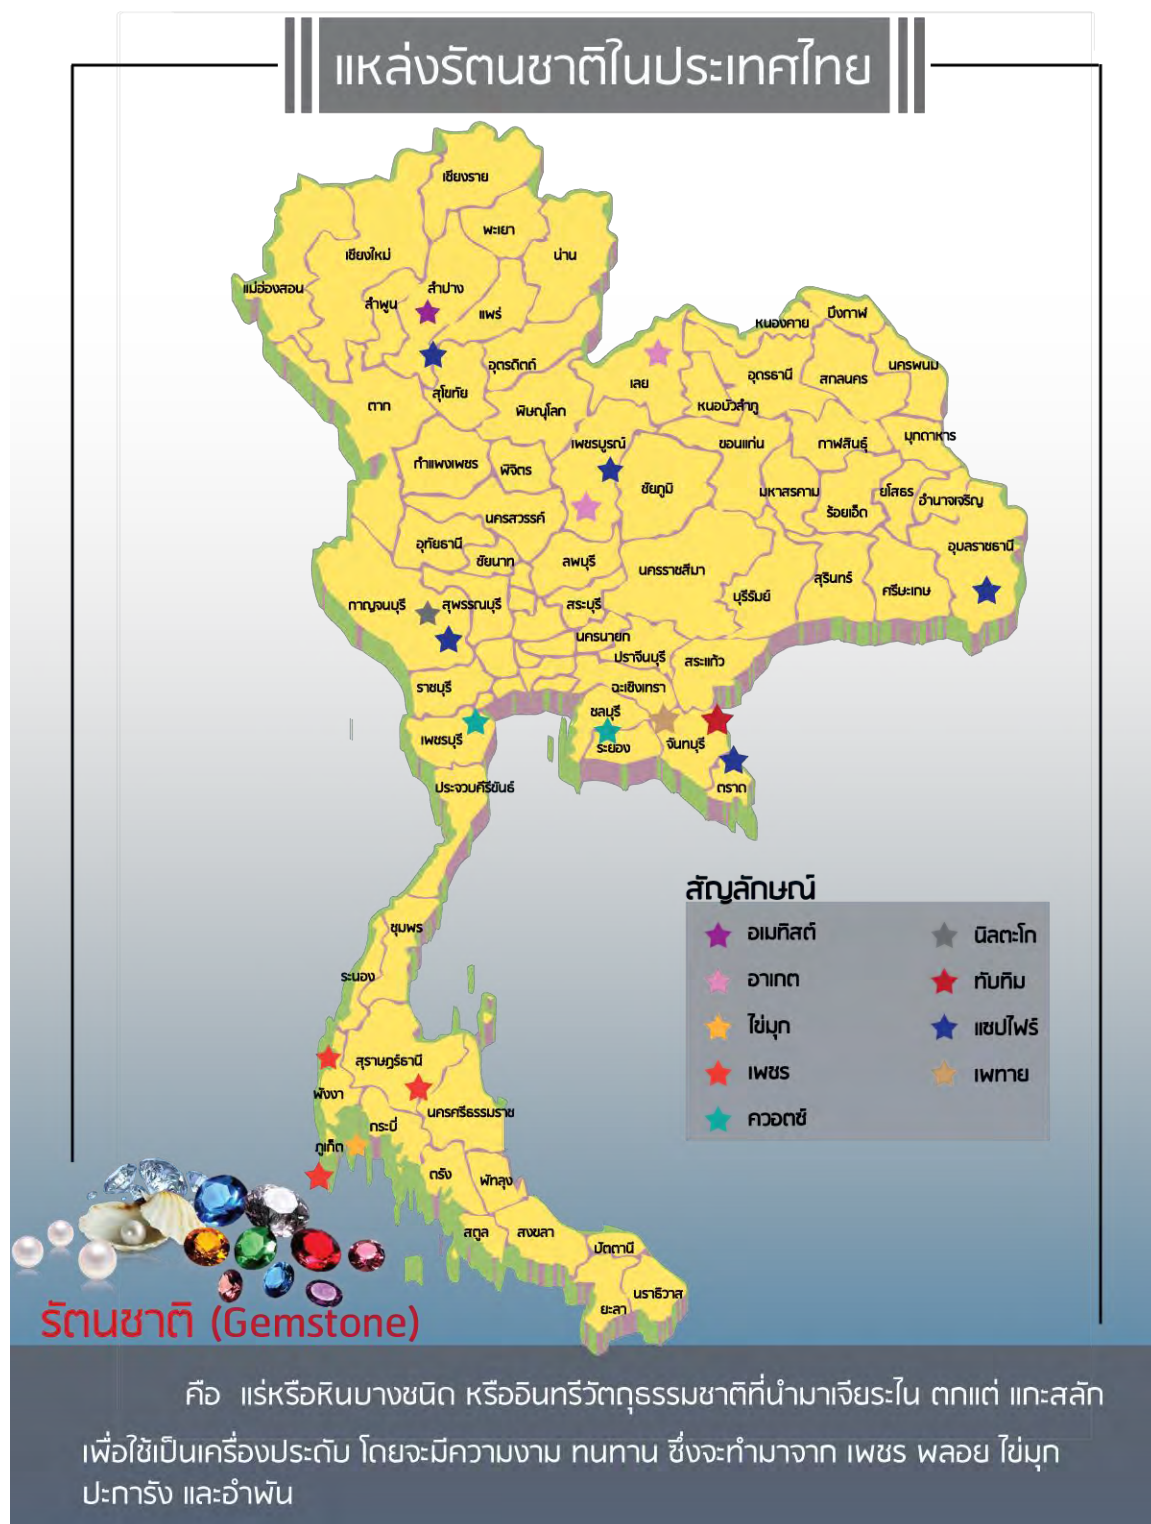 แหล่งรัตนชาติในประเทศไทย
เชียงราย
พะเยา
เชียงใหม่
น่าน
แม่ฮ่องสอน
ลำปาง
ลำพูน
แพร่
บึงกาฬ
หนองคาย
อุตรดิตถ์
นครพนม
เลย
อุดรธานี
สกลนคร
สุโขทัย
ตาก
พิษณุโลก
หนอบัวลำภู
เพชรบูรณ์
ขอนแก่น
กาฬสินธุ์
มุกดาหาร
กำแพงเพชร
พิจิตร
ชัยภูมิ
มหาสรคาม
ยโสธร
อำนาจเจริญ
ร้อยเอ็ด
นครสวรรค์
อุทัยธานี
ชัยนาท
ลพบุรี
นครราชสีมา
อุบลราชธานี
สุรินทร์
ศรีษะเกษ
บุรีรัมย์
กาญจนบุรี
สุพรรณบุรี
สระบุรี
นครนายก
ปราจีนบุรี
สระแก้ว
ราชบุรี
ฉะเชิงเทรา
ชลบุรี
เพชรบุรี
ระยอง
จันทบุรี
ประจวบคีรีขันธ์
ตราด
ชุมพร
ระนอง
สุราษฎร์ธานี
พังงา
นครศรีธรรมราช
กระบี่
ภูเก็ต
ตรัง
พัทลุง
สตูล
สงขลา
ปัตตานี
นราธิวาส
ยะลา
สัญลักษณ์
อเมทิสต์
นิลตะโก
อาเกต
ทับทิม
ไข่มุก
แซปไฟร์
เพชร
เพทาย
ควอตซ์
รัตนชาติ (Gemstone)
คือ แร่หรือหินบางชนิด หรืออินทรีวัตถุธรรมชาติที่นำมาเจียระไน ตกแต่ แกะสลัก
เพื่อใช้เป็นเครื่องประดับ โดยจะมีความงาม ทนทาน ซึ่งจะทำมาจาก เพชร พลอย ไข่มุก
ปะการัง และอำพัน